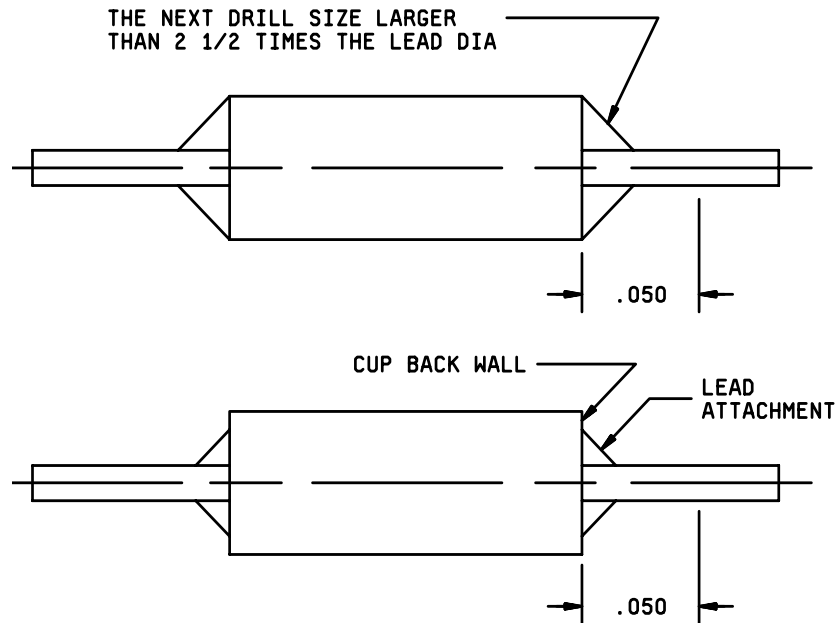 THE NEXT DRILL SIZE LARGER
THAN 2 1/2 TIMES THE LEAD DIA
.050
CUP BACK WALL
LEAD
ATTACHMENT
.050